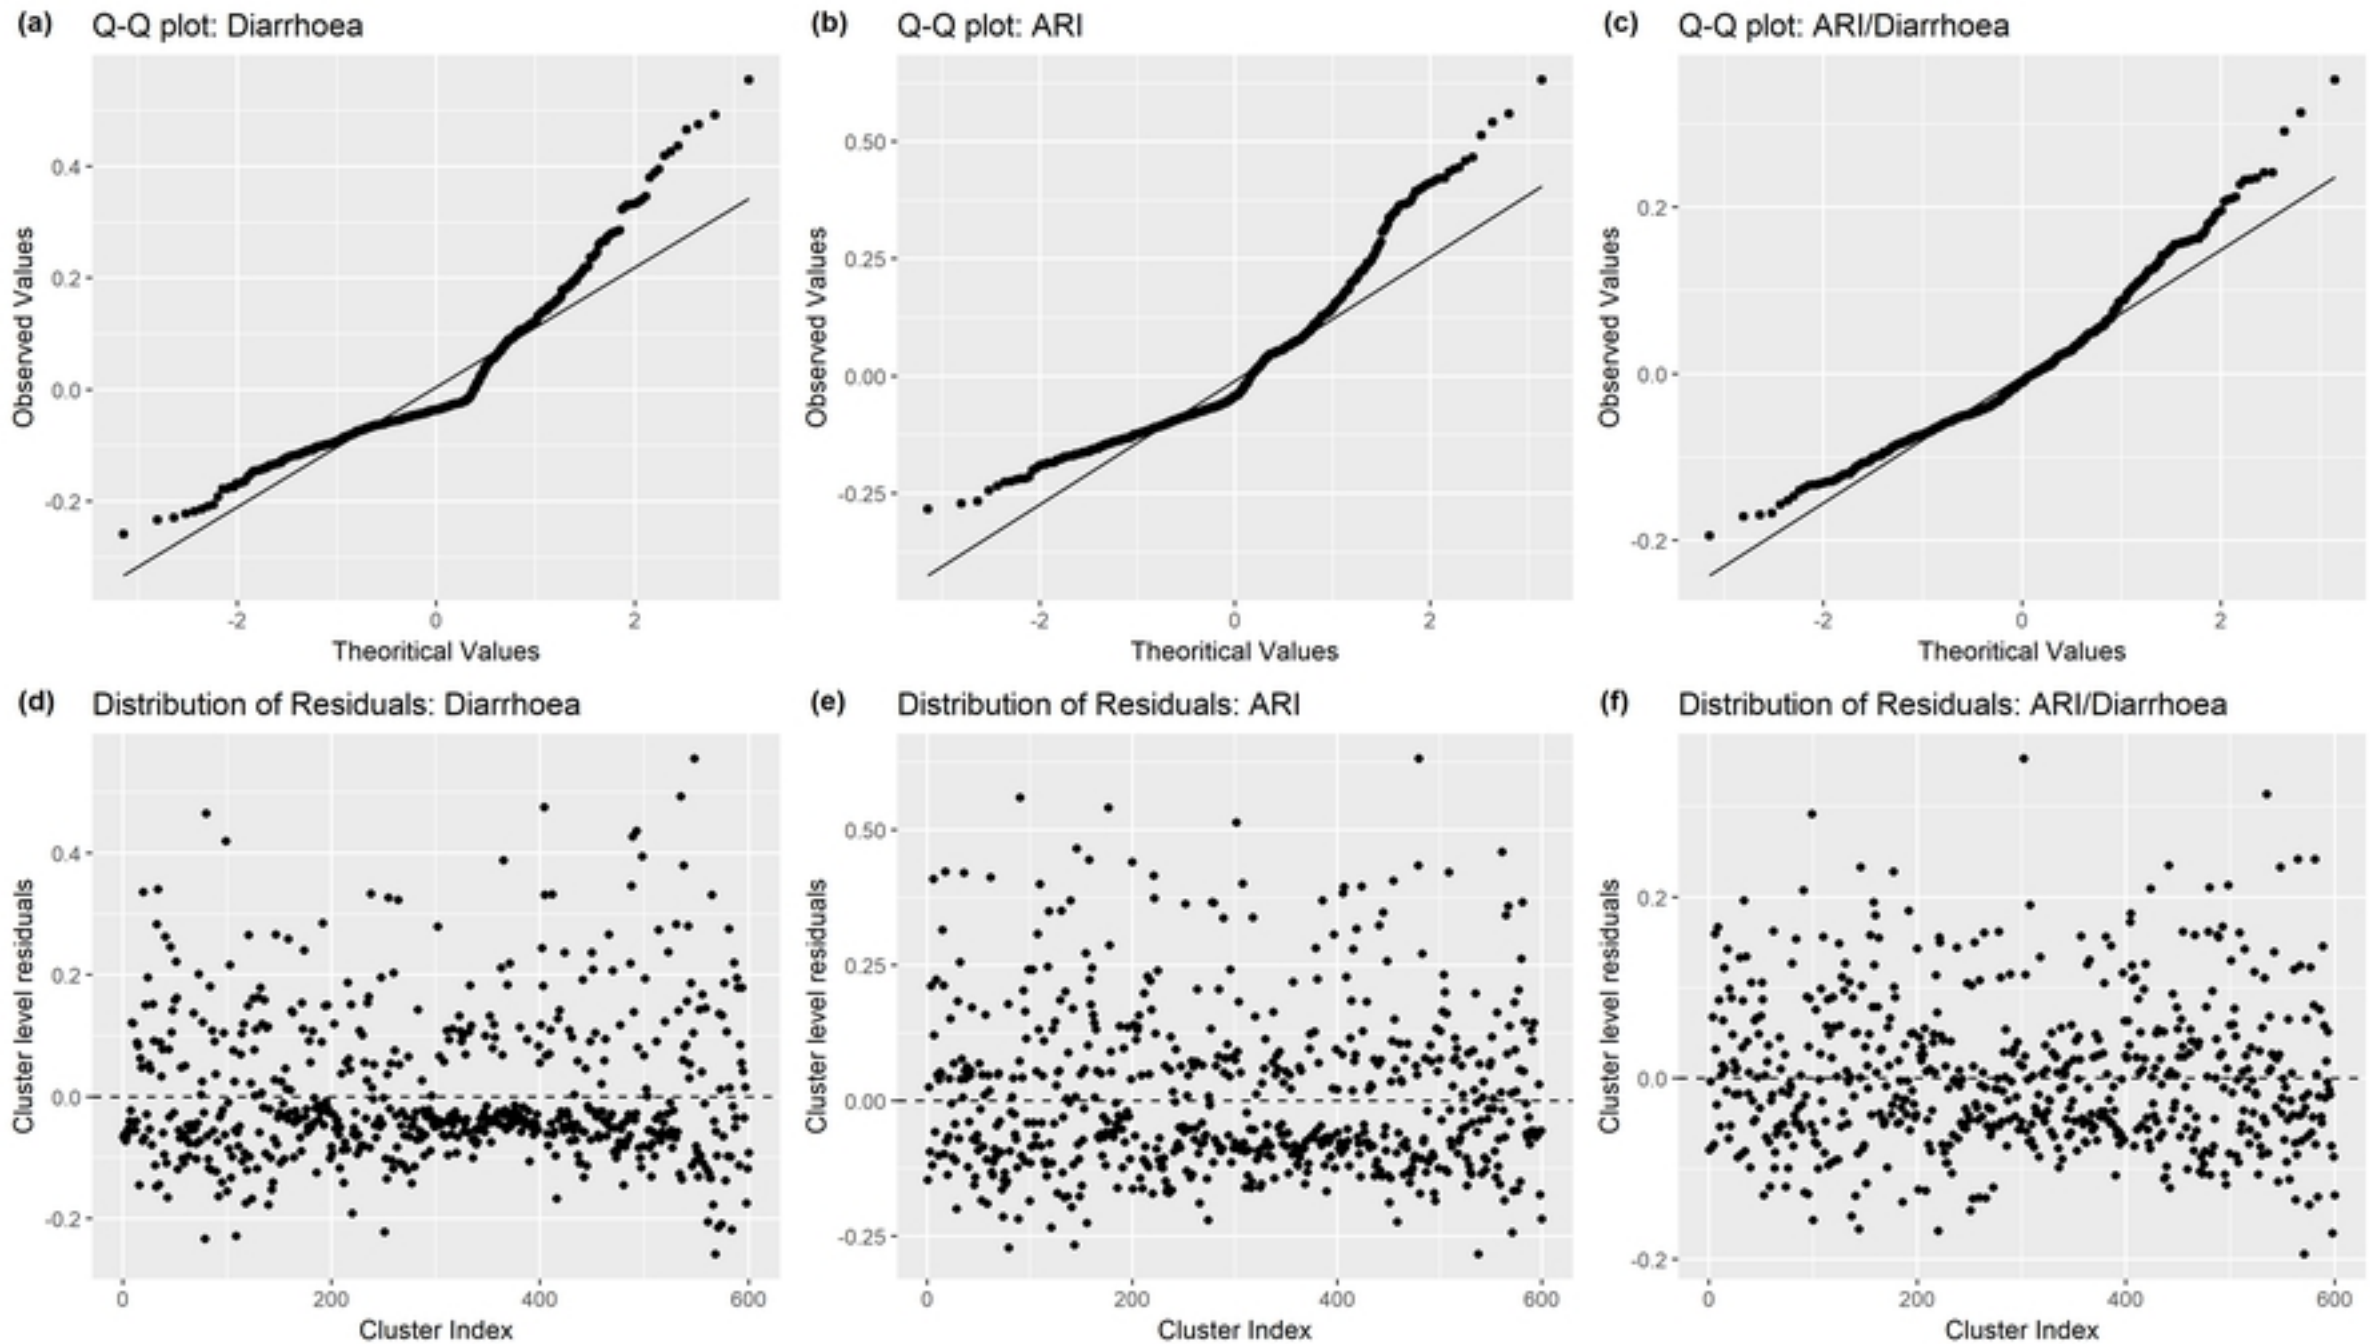 (a) Q-Q plot: Diarrhoea
Observed Values
0.4
0.2
0.0
-0.2
-2 0 2
Theoritical Values
(b) Q-Q plot: ARI
Observed Values
0.50
0.25
0.00
-0.25
-2 0 2
Theoritical Values
(c) Q-Q plot: ARI/Diarrhoea
Observed Values
0.2
0.0
-0.2
-2 0 2
Theoritical Values
(d) Distribution of Residuals: Diarrhoea
Cluster level residuals
0.4
0.2
0.0
-0.2
0 200 400 600
Cluster Index
(e) Distribution of Residuals: ARI
Cluster level residuals
0.50
0.25
0.00
-0.25
0 200 400 600
Cluster Index
(f) Distribution of Residuals: ARI/Diarrhoea
Cluster level residuals
0.2
0.0
-0.2
0 200 400 600
Cluster Index